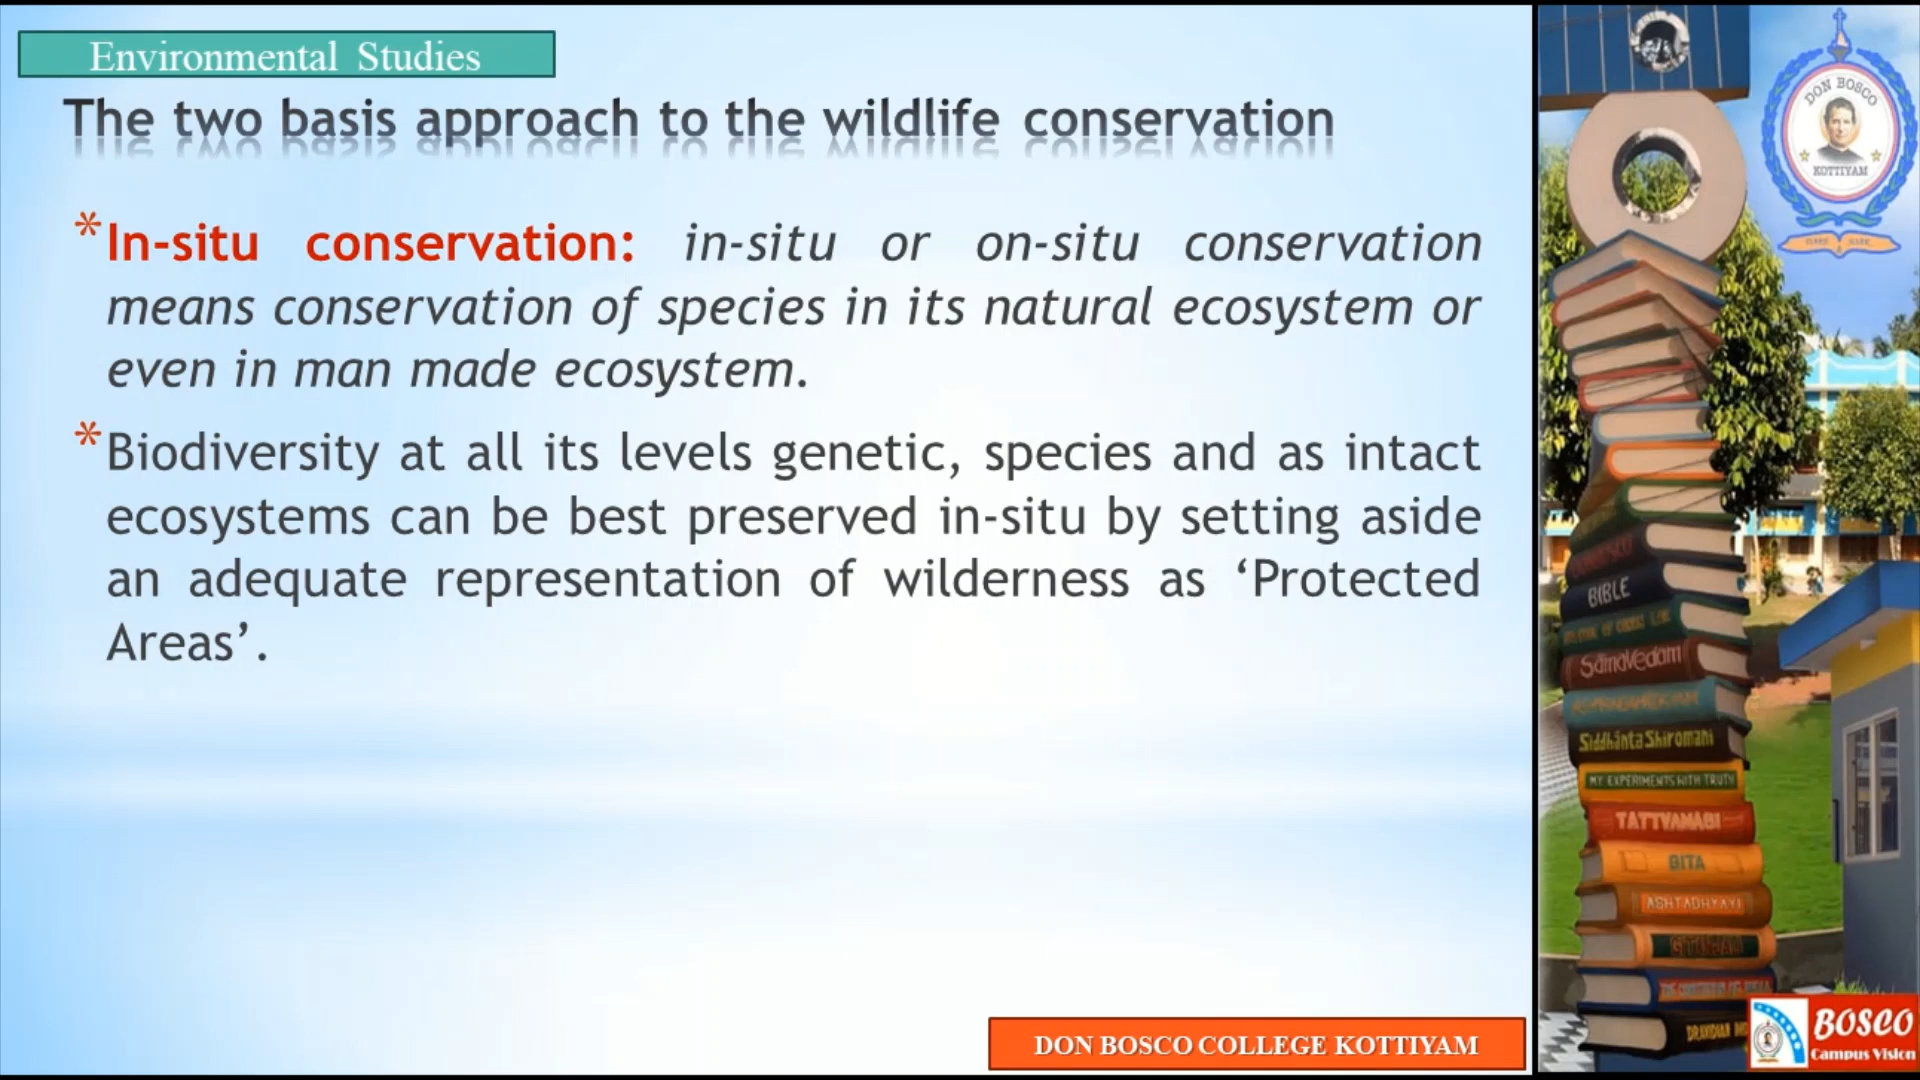 Environmental Studies
The two basis approach to the wildlife conservation
*In-situ conservation: in-situ or on-situ conservation
means conservation of species in its natural ecosystem or
even in man made ecosystem.
*Biodiversity at all its levels genetic, species and as intact
ecosystems can be best preserved in-situ by setting aside
an adequate representation of wilderness as ‘Protected
Areas’.
DON BOSCO COLLEGE KOTTIYAM
DON BOSCO
KOTTIYAM
BIBLE
SamaVedam
Siddhānta Shiromani
MY EXPERIMENTS WITH TRUTH
GITA
ASHTADHYAYI
BOSCO
Campus Vision